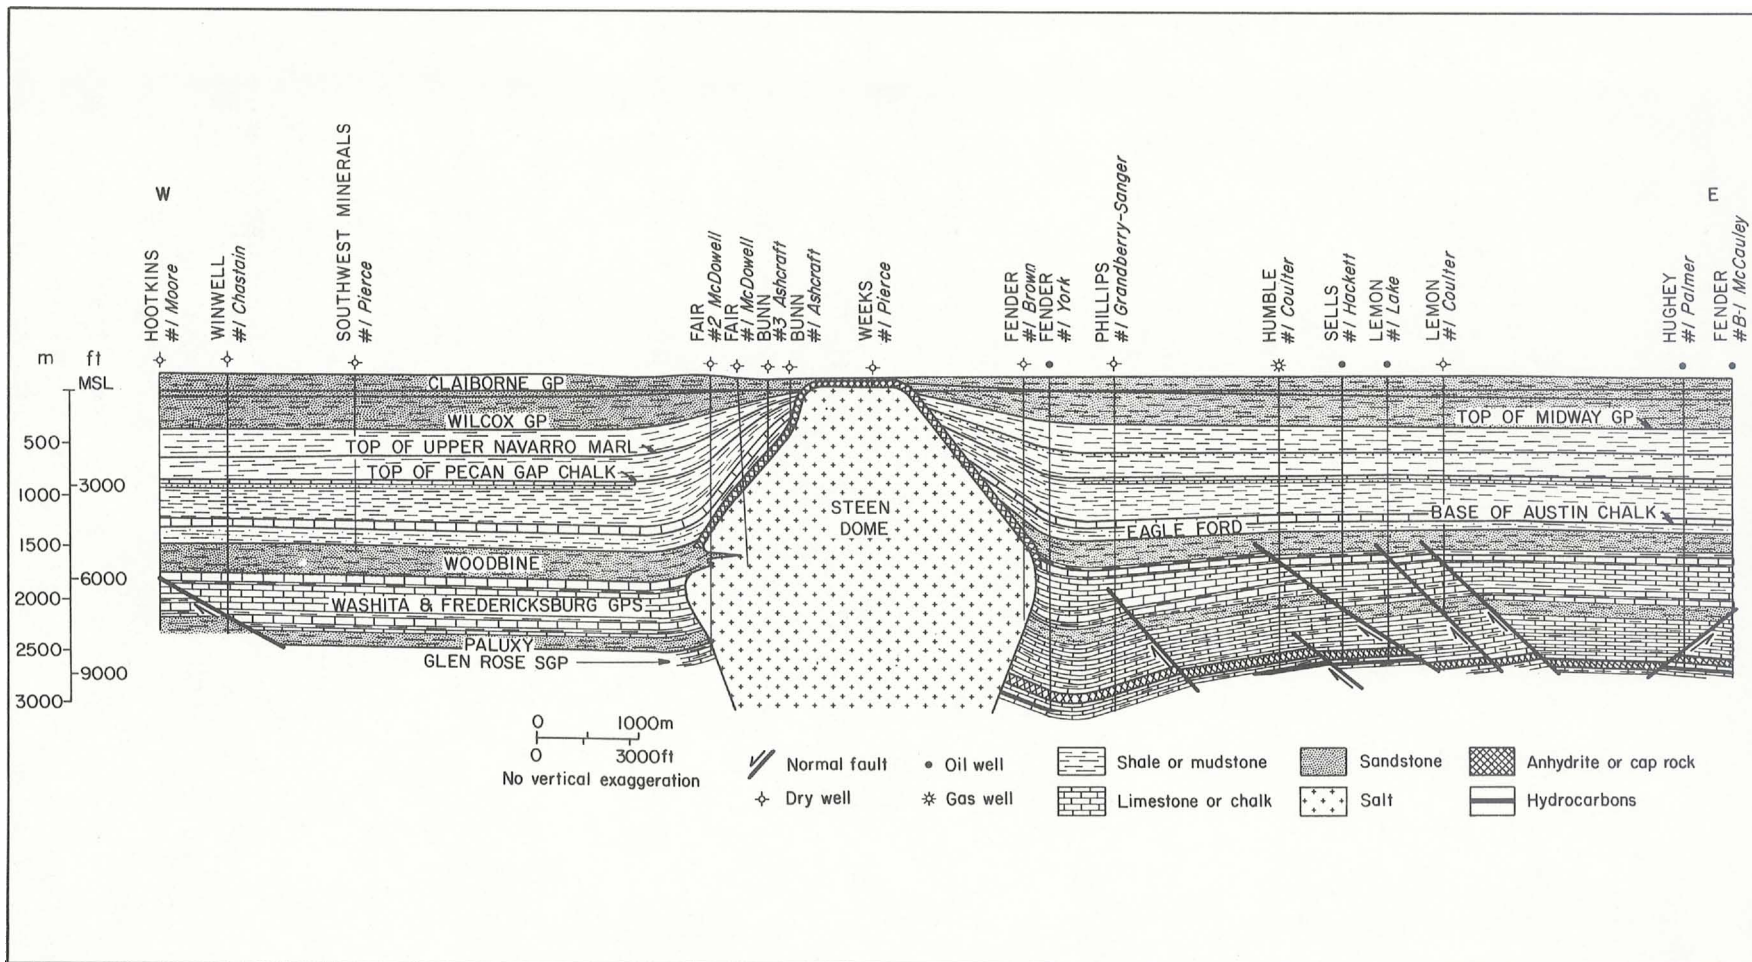 W
E
HOOTKINS
#1 Moore
WINWELL
#1 Chastain
SOUTHWEST MINERALS
#1 Pierce
FAIR
#2 McDowell
FAIR
#1 McDowell
BUNN
#3 Ashcraft
BUNN
#1 Ashcraft
WEEKS
#1 Pierce
FENDER
#1 Brown
FENDER
#1 York
PHILLIPS
#1 Grandberry-Sanger
HUMBLE
#1 Coulter
SELLS
#1 Hackett
LEMON
#1 Lake
LEMON
#1 Coulter
HUGHEY
#1 Palmer
FENDER
#B-1 McCauley
m ft
MSL
500
3000
1000
1500
6000
2000
2500
9000
3000
CLAIBORNE GP
WILCOX GP
TOP OF UPPER NAVARRO MARL
TOP OF PECAN GAP CHALK
WOODBINE
WASHITA & FREDERICKSBURG GPS
PALUXY
GLEN ROSE SGP
STEEN
DOME
TOP OF MIDWAY GP
BASE OF AUSTIN CHALK
EAGLE FORD
0 1000m
0 3000ft
No vertical exaggeration
Normal fault
Oil well
Dry well
Gas well
Shale or mudstone
Sandstone
Anhydrite or cap rock
Limestone or chalk
Salt
Hydrocarbons